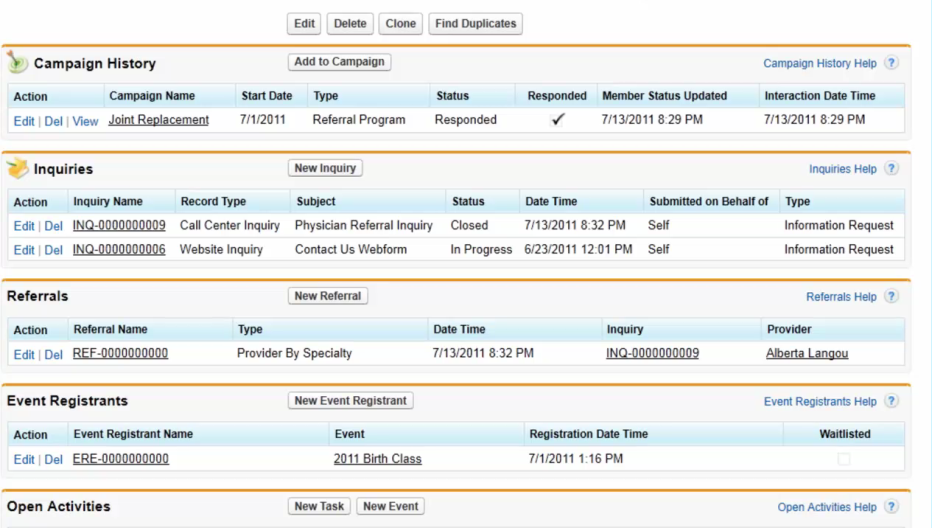 Edit Delete Clone Find Duplicates
Campaign History Add to Campaign Campaign History Help ?
Action Campaign Name Start Date Type Status Responded Member Status Updated Interaction Date Time
Edit | Del | View Joint Replacement 7/1/2011 Referral Program Responded ✓ 7/13/2011 8:29 PM 7/13/2011 8:29 PM
Inquiries New Inquiry Inquiries Help ?
Action Inquiry Name Record Type Subject Status Date Time Submitted on Behalf of Type
Edit | Del INQ-0000000009 Call Center Inquiry Physician Referral Inquiry Closed 7/13/2011 8:32 PM Self Information Request
Edit | Del INQ-0000000006 Website Inquiry Contact Us Webform In Progress 6/23/2011 12:01 PM Self Information Request
Referrals New Referral Referrals Help ?
Action Referral Name Type Date Time Inquiry Provider
Edit | Del REF-0000000000 Provider By Specialty 7/13/2011 8:32 PM INQ-0000000009 Alberta Langou
Event Registrants New Event Registrant Event Registrants Help ?
Action Event Registrant Name Event Registration Date Time Waitlisted
Edit | Del ERE-0000000000 2011 Birth Class 7/1/2011 1:16 PM
Open Activities New Task New Event Open Activities Help ?